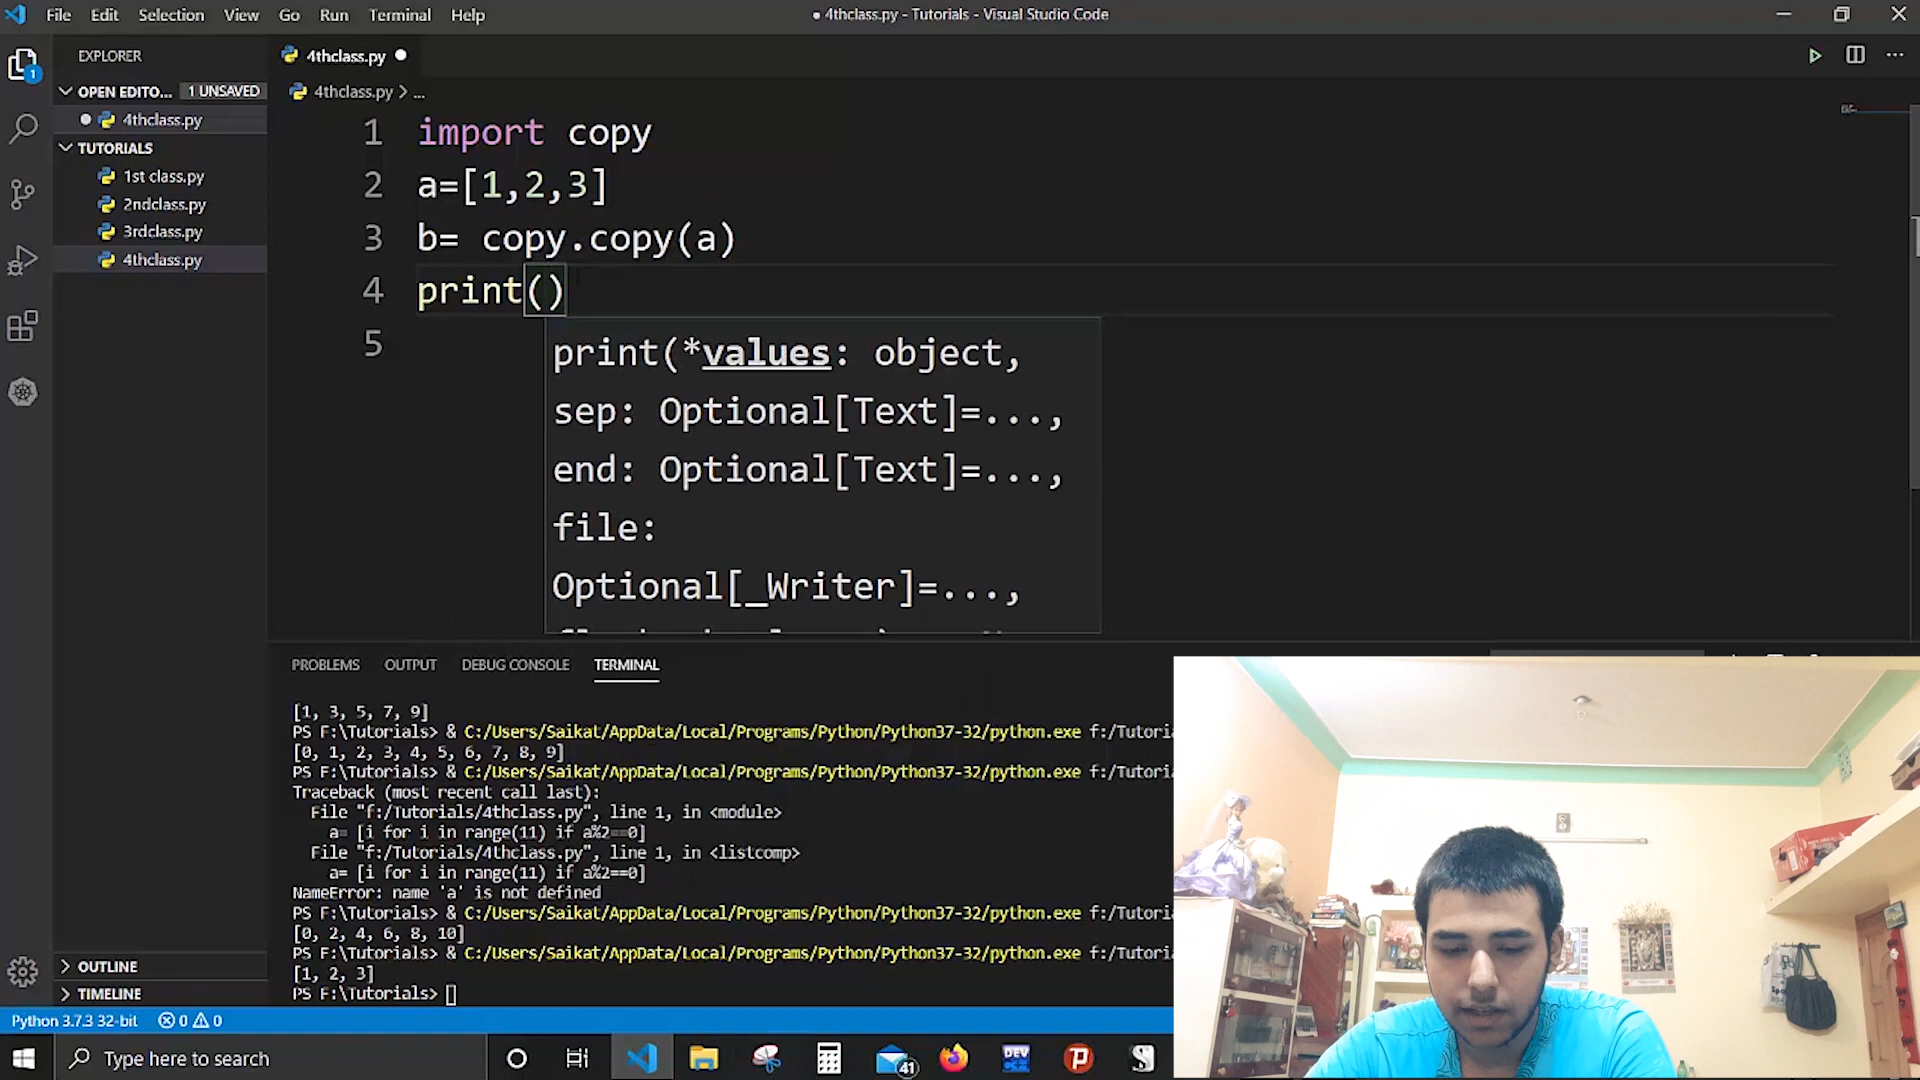 File Edit Selection View Go Run Terminal Help
● 4thclass.py - Tutorials - Visual Studio Code
EXPLORER
OPEN EDITO... 1 UNSAVED
4thclass.py
TUTORIALS
1st class.py
2ndclass.py
3rdclass.py
4thclass.py
OUTLINE
TIMELINE
4thclass.py
4thclass.py > ...
1 import copy
2 a=[1,2,3]
3 b= copy.copy(a)
4 print()
5
print(*values: object,
sep: Optional[Text]=...,
end: Optional[Text]=...,
file:
Optional[_Writer]=...,
PROBLEMS OUTPUT DEBUG CONSOLE TERMINAL
[1, 3, 5, 7, 9]
PS F:\Tutorials> & C:/Users/Saikat/AppData/Local/Programs/Python/Python37-32/python.exe f:/Tutoria
[0, 1, 2, 3, 4, 5, 6, 7, 8, 9]
PS F:\Tutorials> & C:/Users/Saikat/AppData/Local/Programs/Python/Python37-32/python.exe f:/Tutoria
Traceback (most recent call last):
File "f:/Tutorials/4thclass.py", line 1, in <module>
a= [i for i in range(11) if a%2==0]
File "f:/Tutorials/4thclass.py", line 1, in <listcomp>
a= [i for i in range(11) if a%2==0]
NameError: name 'a' is not defined
PS F:\Tutorials> & C:/Users/Saikat/AppData/Local/Programs/Python/Python37-32/python.exe f:/Tutoria
[0, 2, 4, 6, 8, 10]
PS F:\Tutorials> & C:/Users/Saikat/AppData/Local/Programs/Python/Python37-32/python.exe f:/Tutoria
[1, 2, 3]
PS F:\Tutorials>
Python 3.7.3 32-bit 0 0
Type here to search
DEV
41
1